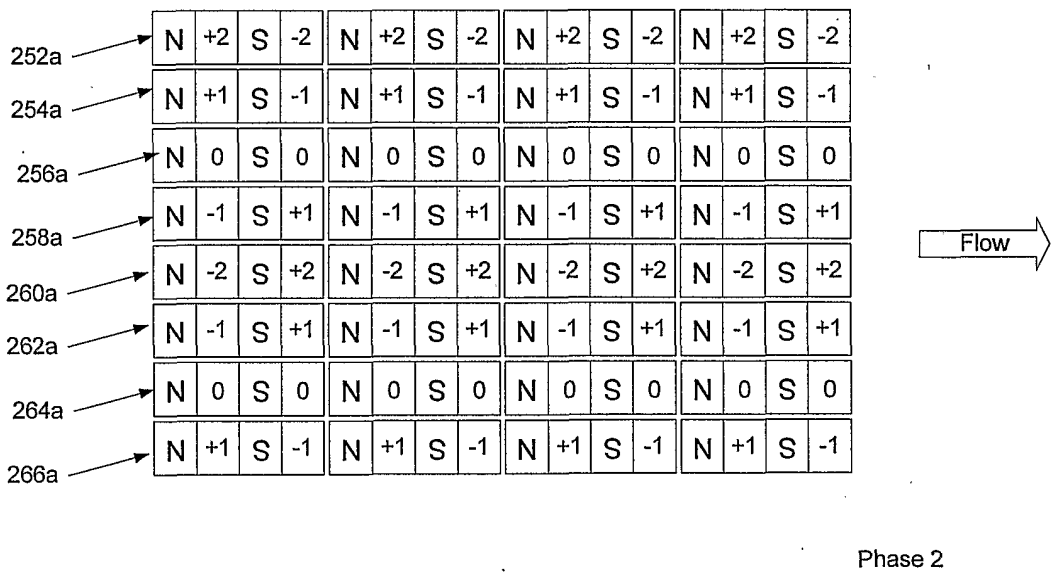 252a N +2 S -2 N +2 S -2 N +2 S -2 N +2 S -2
254a N +1 S -1 N +1 S -1 N +1 S -1 N +1 S -1
256a N 0 S 0 N 0 S 0 N 0 S 0 N 0 S 0
258a N -1 S +1 N -1 S +1 N -1 S +1 N -1 S +1
Flow
260a N -2 S +2 N -2 S +2 N -2 S +2 N -2 S +2
262a N -1 S +1 N -1 S +1 N -1 S +1 N -1 S +1
264a N 0 S 0 N 0 S 0 N 0 S 0 N 0 S 0
266a N +1 S -1 N +1 S -1 N +1 S -1 N +1 S -1
Phase 2